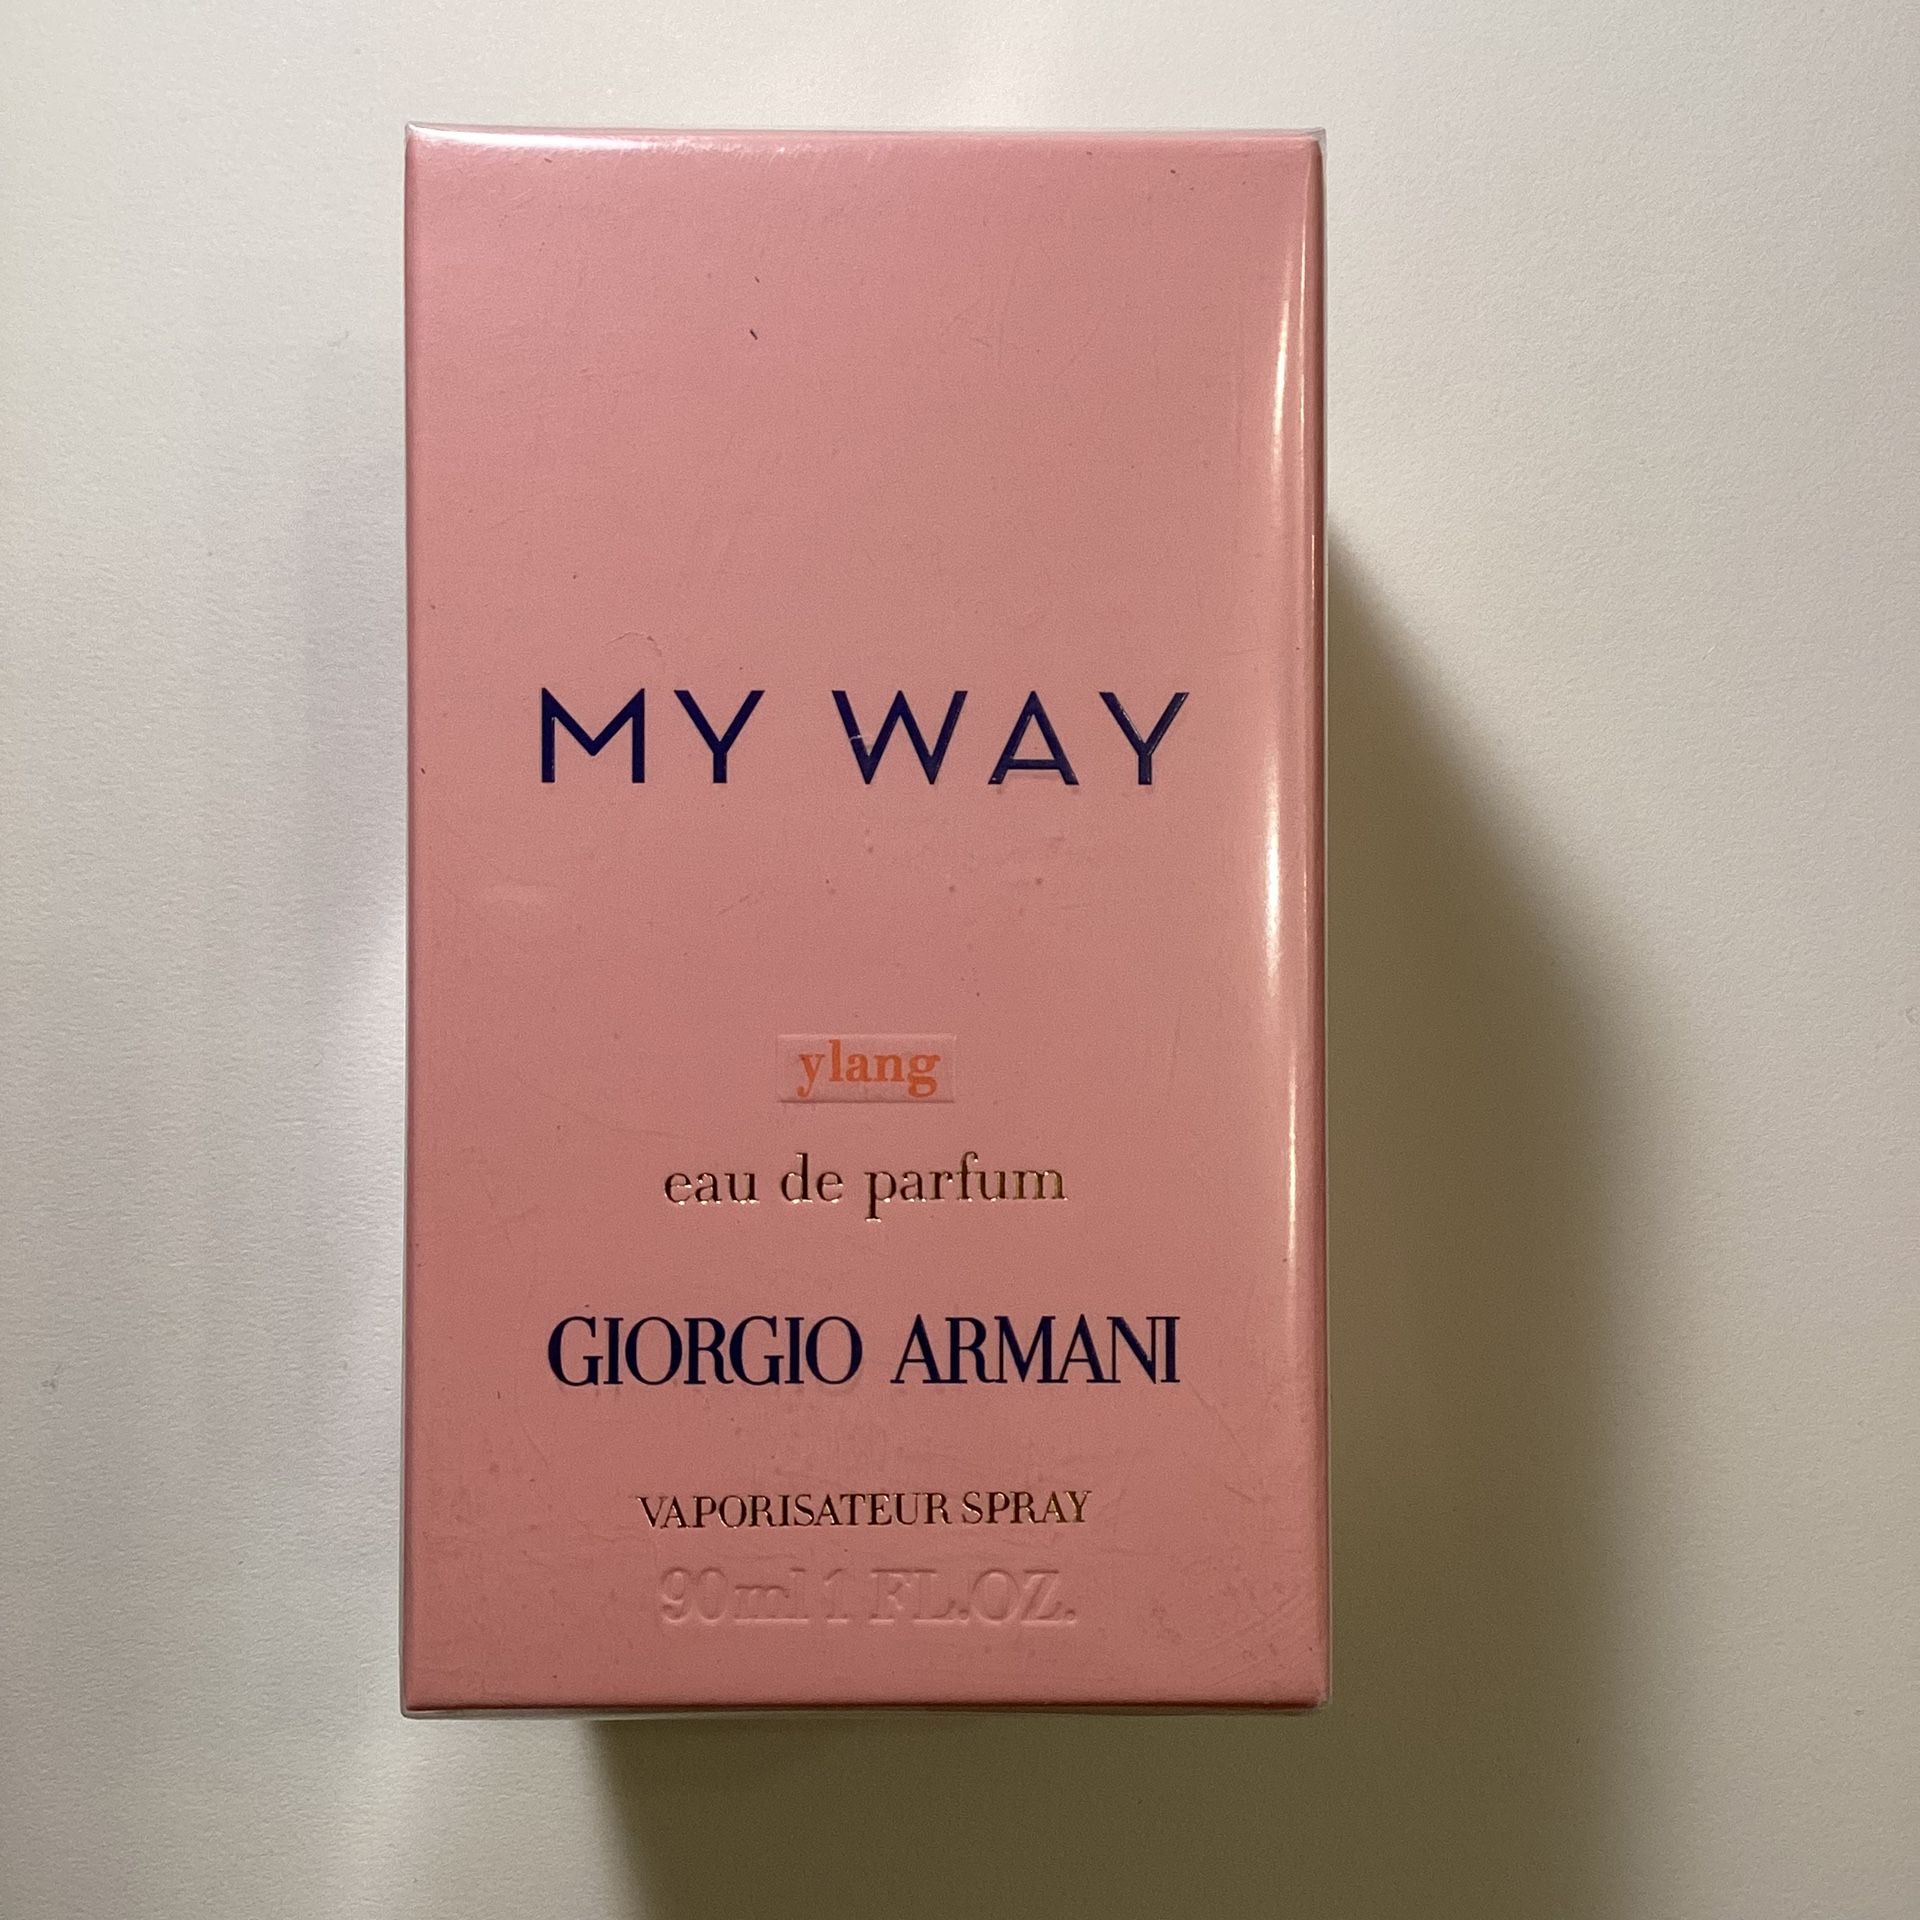 MY WAY
ylang
eau de parfum
GIORGIO ARMANI
VAPORISATEUR SPRAY
90ml 1 FL.OZ.